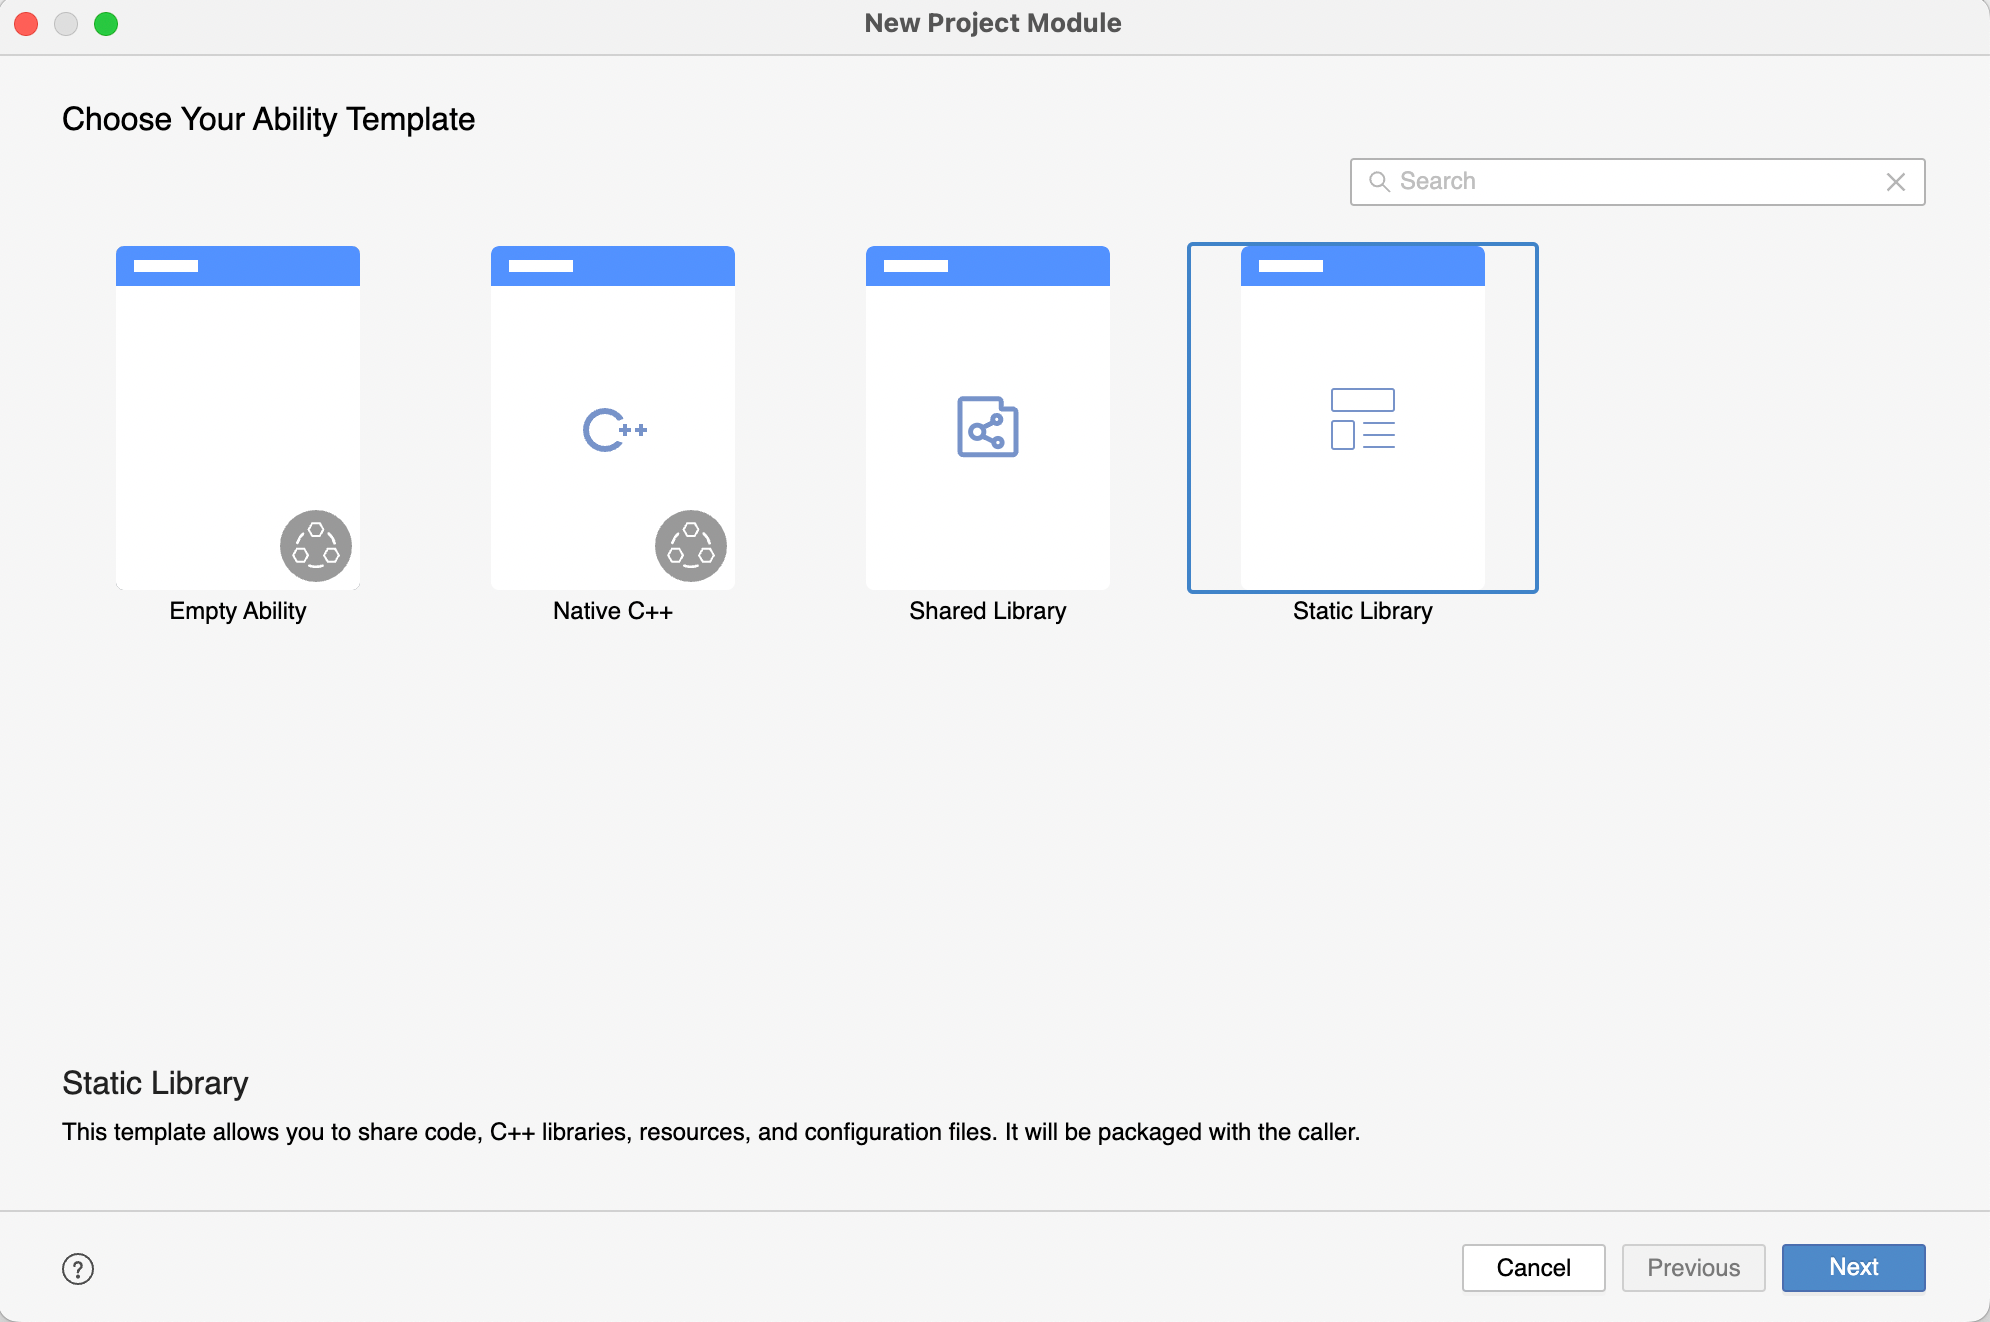 New Project Module
Choose Your Ability Template
Search
C++
Empty Ability
Native C++
Shared Library
Static Library
Static Library
This template allows you to share code, C++ libraries, resources, and configuration files. It will be packaged with the caller.
?
Cancel
Previous
Next